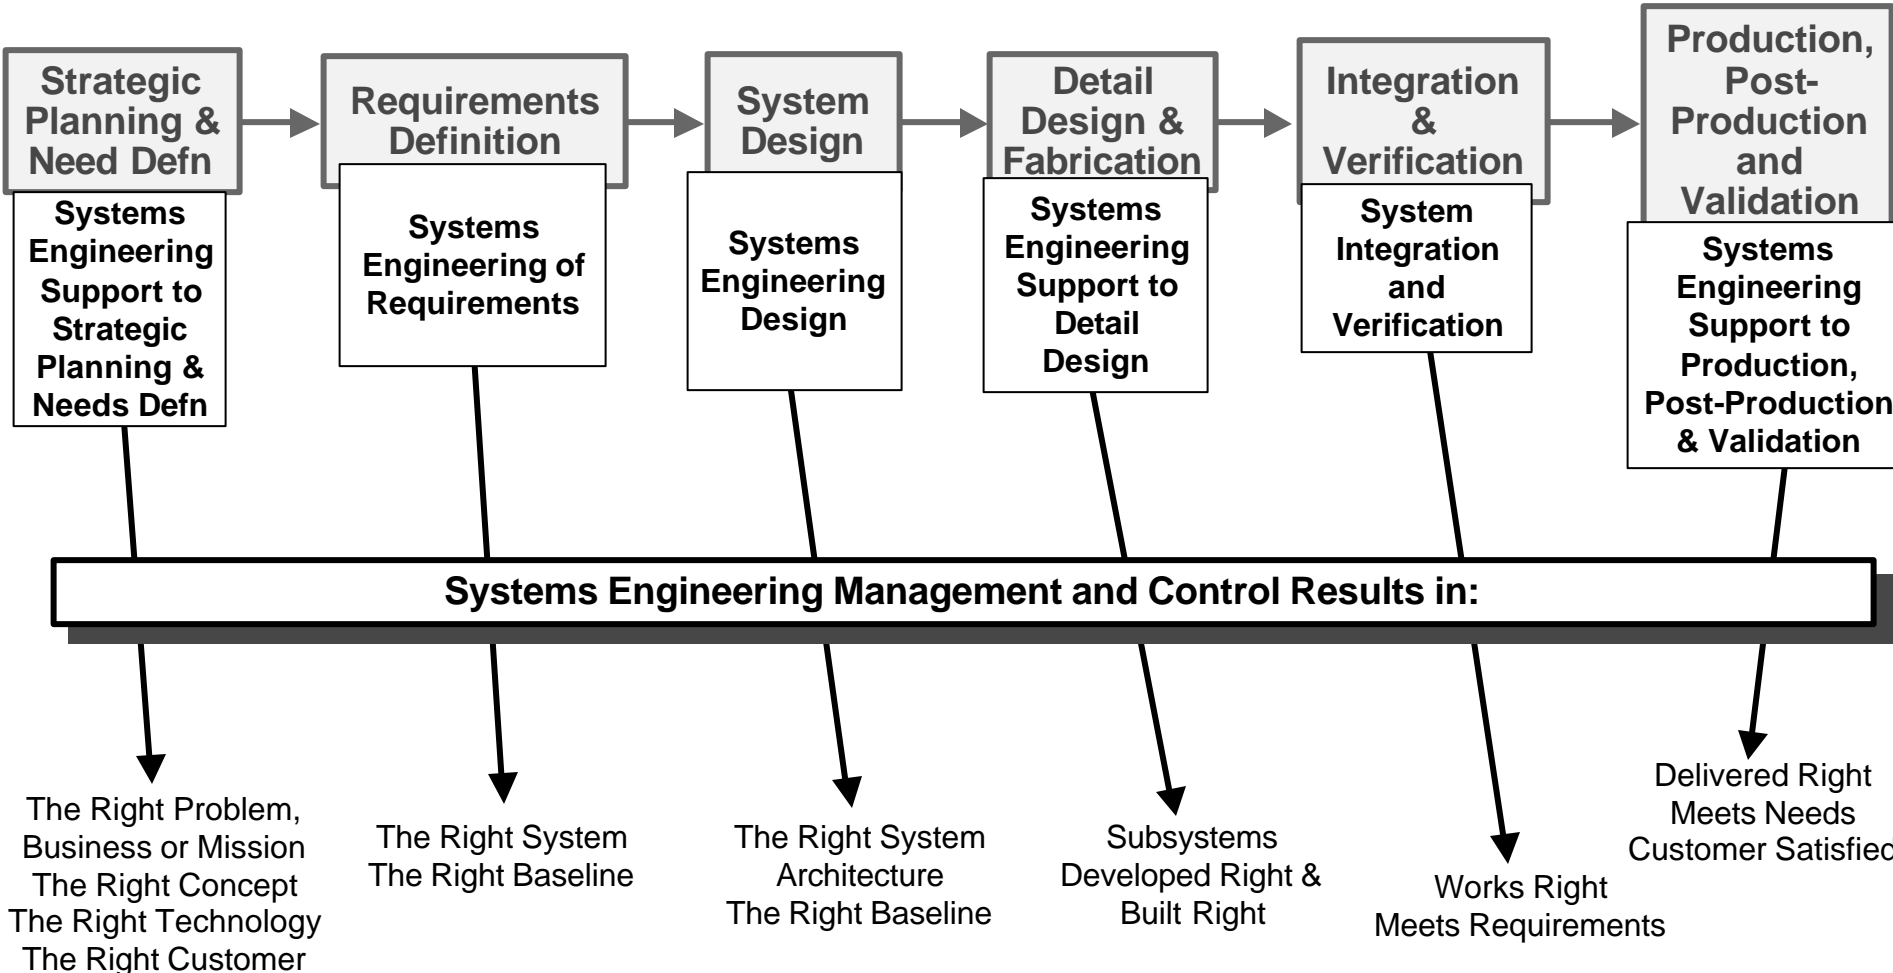 Strategic
Planning &
Need Defn
Requirements
Definition
System
Design
Detail
Design &
Fabrication
Integration
&
Verification
Production,
Post-
Production
and
Validation
Systems
Engineering
Support to
Strategic
Planning &
Needs Defn
Systems
Engineering of
Requirements
Systems
Engineering
Design
Systems
Engineering
Support to
Detail
Design
System
Integration
and
Verification
Systems
Engineering
Support to
Production,
Post-Production
& Validation
Systems Engineering Management and Control Results in:
The Right Problem,
Business or Mission
The Right Concept
The Right Technology
The Right Customer
The Right System
The Right Baseline
The Right System
Architecture
The Right Baseline
Subsystems
Developed Right &
Built Right
Works Right
Meets Requirements
Delivered Right
Meets Needs
Customer Satisfied